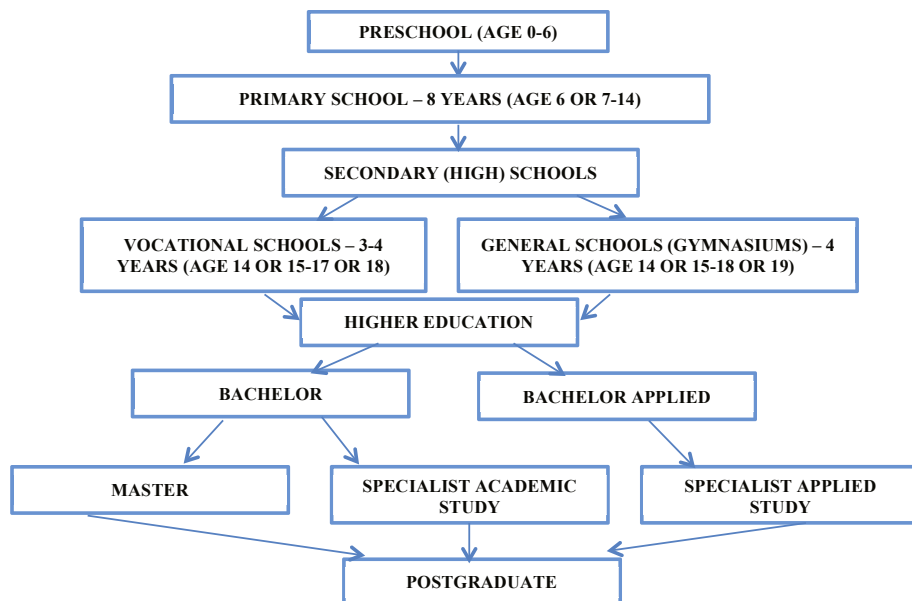 PRESCHOOL (AGE 0-6)
PRIMARY SCHOOL – 8 YEARS (AGE 6 OR 7-14)
SECONDARY (HIGH) SCHOOLS
VOCATIONAL SCHOOLS – 3-4
YEARS (AGE 14 OR 15-17 OR 18)
GENERAL SCHOOLS (GYMNASIUMS) – 4
YEARS (AGE 14 OR 15-18 OR 19)
HIGHER EDUCATION
BACHELOR
BACHELOR APPLIED
MASTER
SPECIALIST ACADEMIC
STUDY
SPECIALIST APPLIED
STUDY
POSTGRADUATE